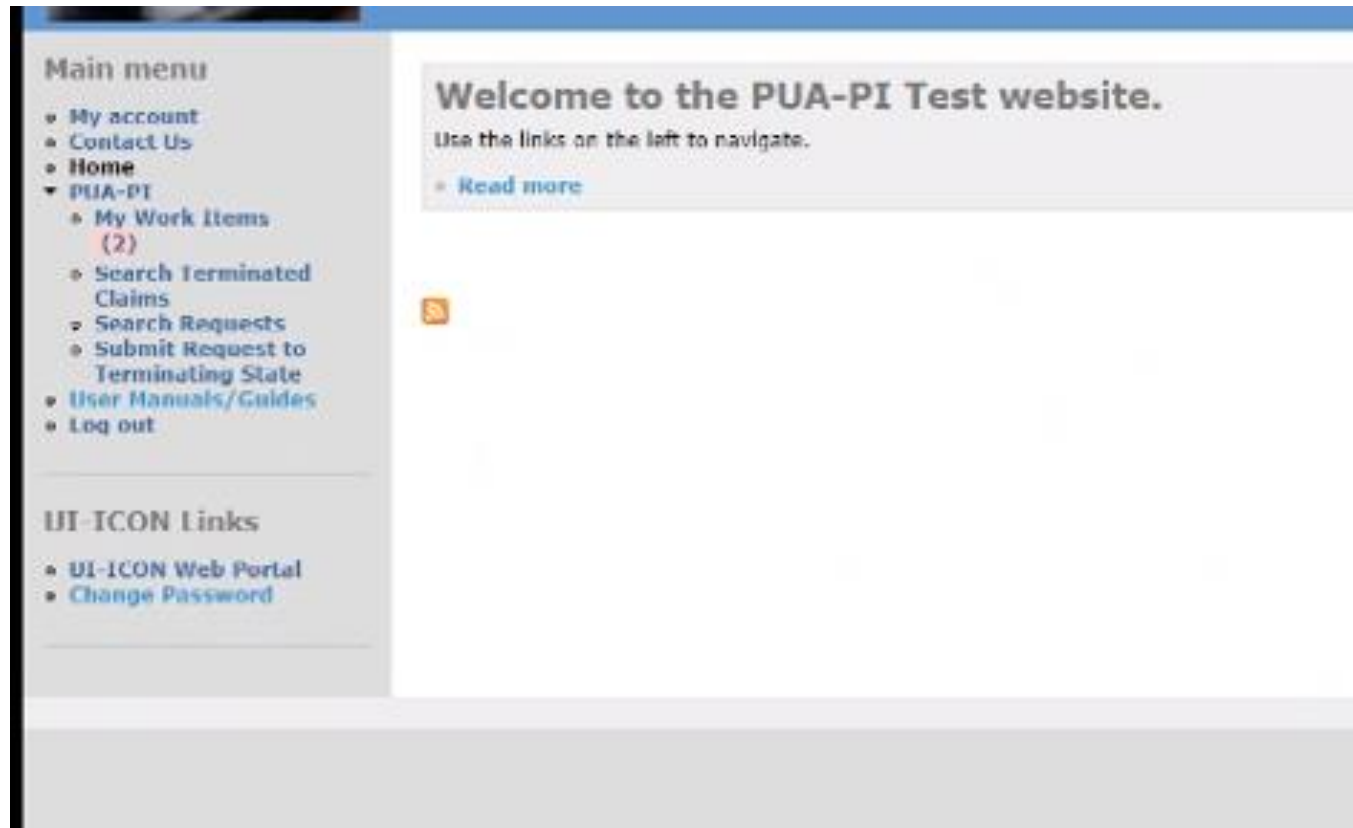 Main menu
My account
Contact Us
Home
PUA-PI
My Work Items
(2)
Search Terminated
Claims
Search Requests
Submit Request to
Terminating State
User Manuals/Guides
Log out
UI-ICON Links
UI-ICON Web Portal
Change Password
Welcome to the PUA-PI Test website.
Use the links on the left to navigate.
Read more